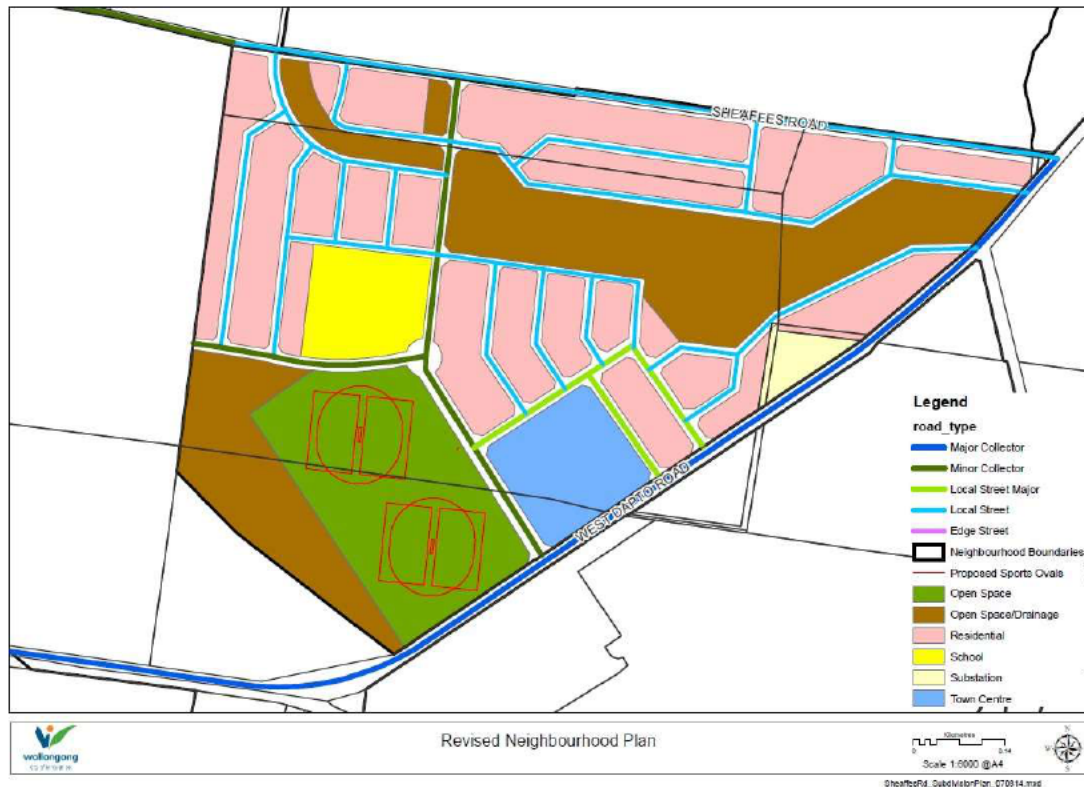 SHEAFFES ROAD
WEST DAPTO ROAD
Legend
road_type
Major Collector
Minor Collector
Local Street Major
Local Street
Edge Street
Neighbourhood Boundaries
Proposed Sports Ovals
Open Space
Open Space/Drainage
Residential
School
Substation
Town Centre
wollongong
Revised Neighbourhood Plan
Kilometres
0 0.14
Scale 1:6000 @A4
N
W
S
SheaffesRd_SubdivisionPlan_070814.mxd